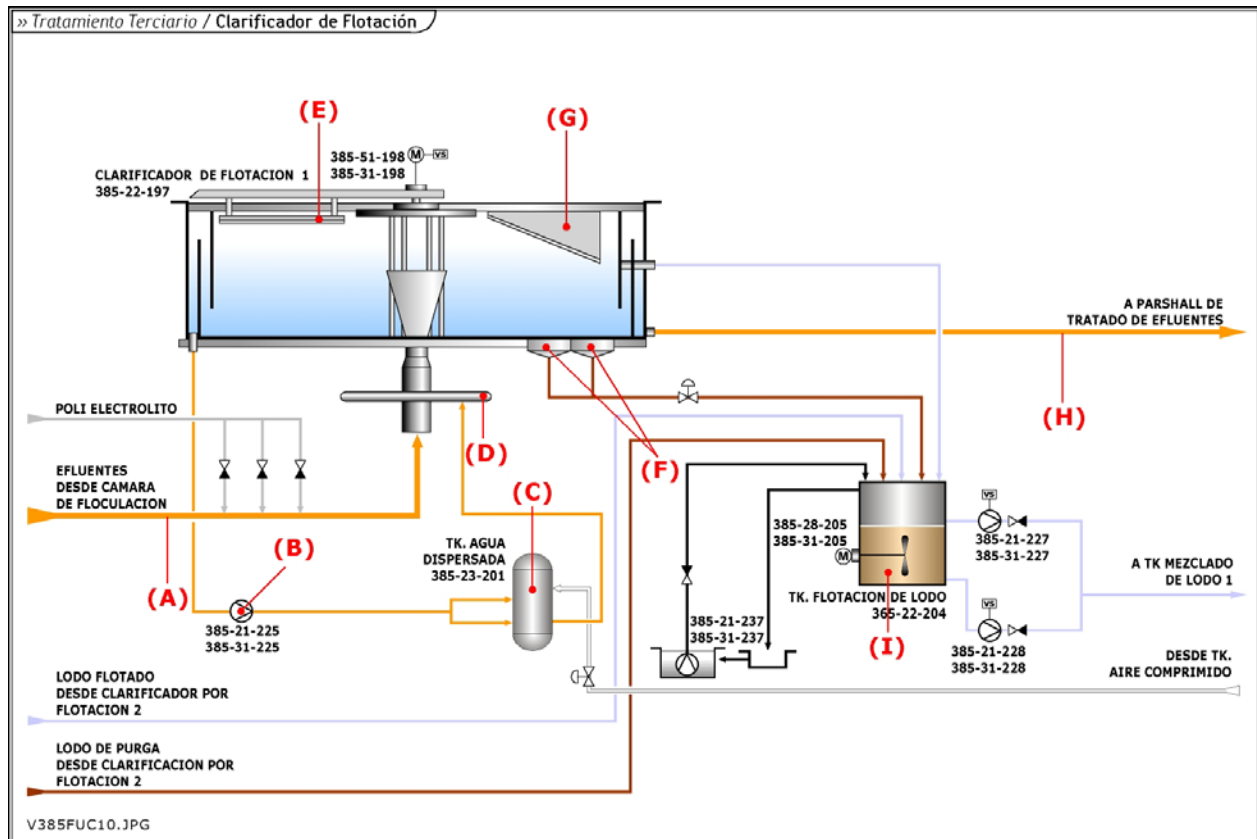 » Tratamiento Terciario / Clarificador de Flotación
(E)
(G)
385-51-198
385-31-198
M
VS
CLARIFICADOR DE FLOTACION 1
385-22-197
A PARSHALL DE
TRATADO DE EFLUENTES
(H)
POLI ELECTROLITO
(D)
(F)
EFLUENTES
DESDE CAMARA
DE FLOCULACION
(A)
(B)
385-21-225
385-31-225
(C)
TK. AGUA
DISPERSADA
385-23-201
385-28-205
385-31-205
M
VS
385-21-227
385-31-227
A TK MEZCLADO
DE LODO 1
TK. FLOTACION DE LODO
365-22-204
(I)
VS
385-21-228
385-31-228
385-21-237
385-31-237
DESDE TK.
AIRE COMPRIMIDO
LODO FLOTADO
DESDE CLARIFICADOR POR
FLOTACION 2
LODO DE PURGA
DESDE CLARIFICACION POR
FLOTACION 2
V385FUC10.JPG